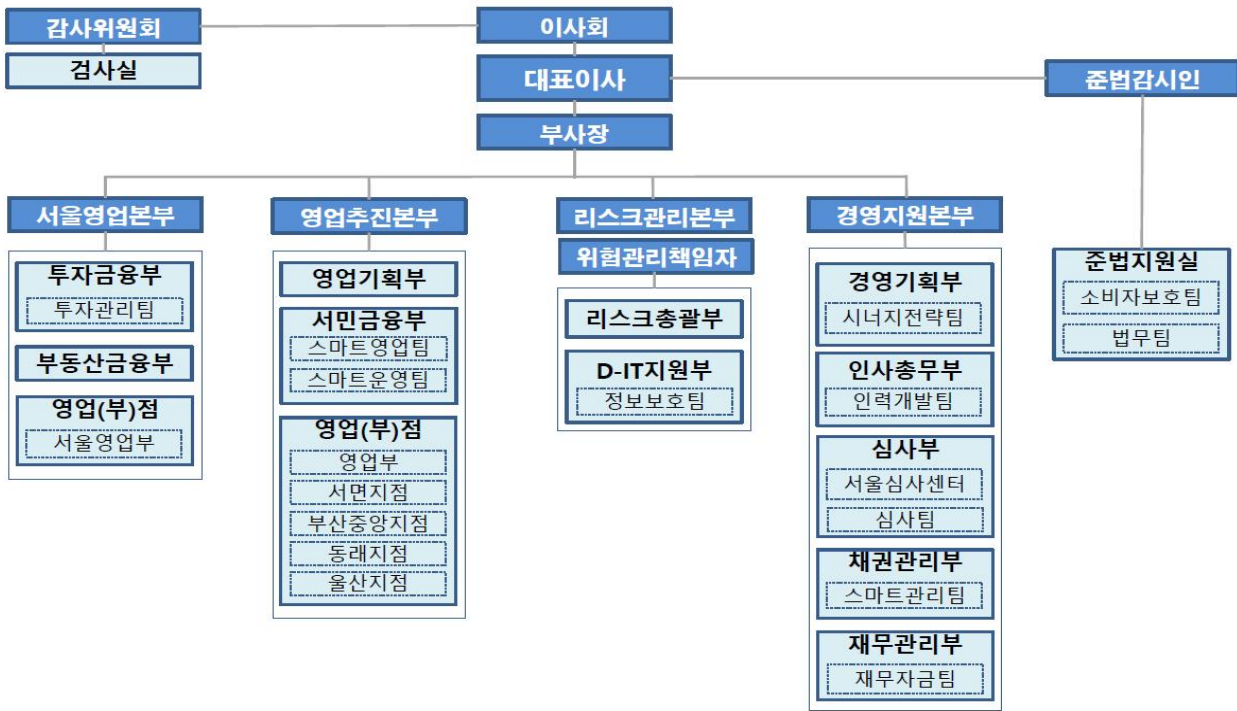 감사위원회
이사회
검사실
대표이사
준법감시인
부사장
서울영업본부
영업추진본부
리스크관리본부
경영지원본부
위험관리책임자
투자금융부
투자관리팀
부동산금융부
영업(부)점
서울영업부
영업기획부
서민금융부
스마트영업팀
스마트운영팀
영업(부)점
영업부
서면지점
부산중앙지점
동래지점
울산지점
리스크총괄부
D-IT지원부
정보보호팀
경영기획부
시너지전략팀
인사총무부
인력개발팀
심사부
서울심사센터
심사팀
채권관리부
스마트관리팀
재무관리부
재무자금팀
준법지원실
소비자보호팀
법무팀